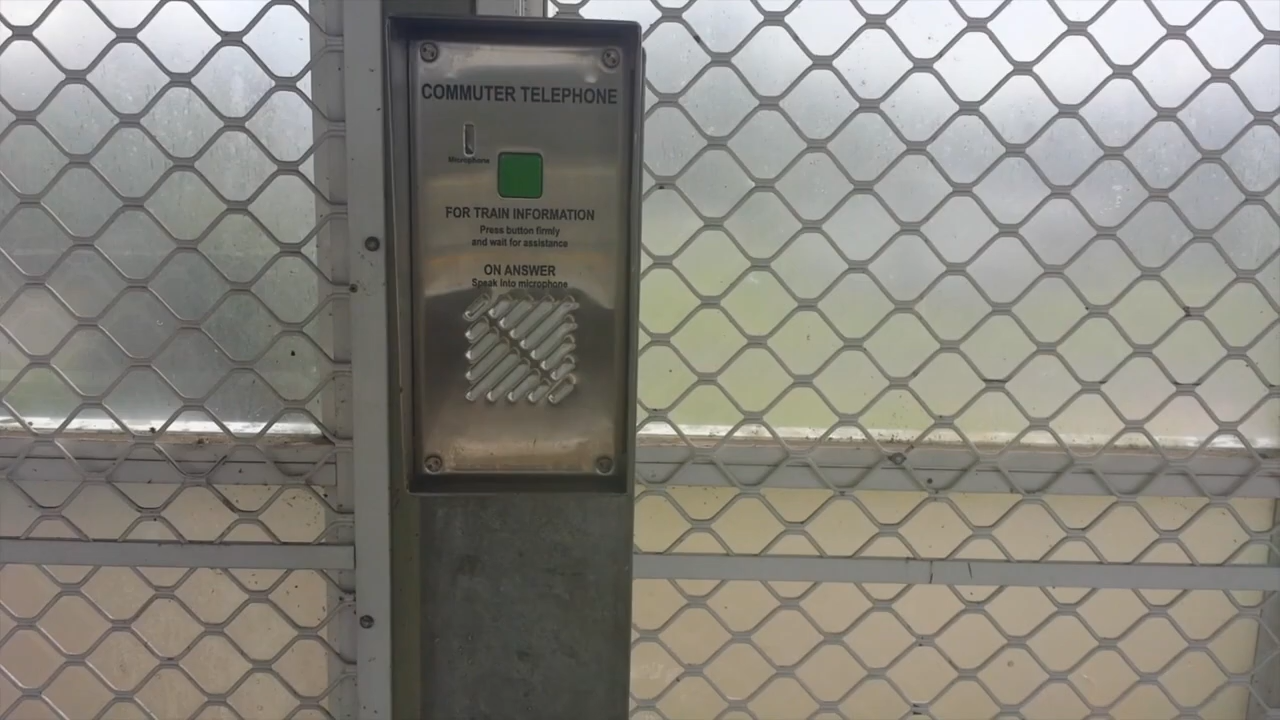 COMMUTER TELEPHONE
Microphone
FOR TRAIN INFORMATION
Press button firmly
and wait for assistance
ON ANSWER
Speak into microphone